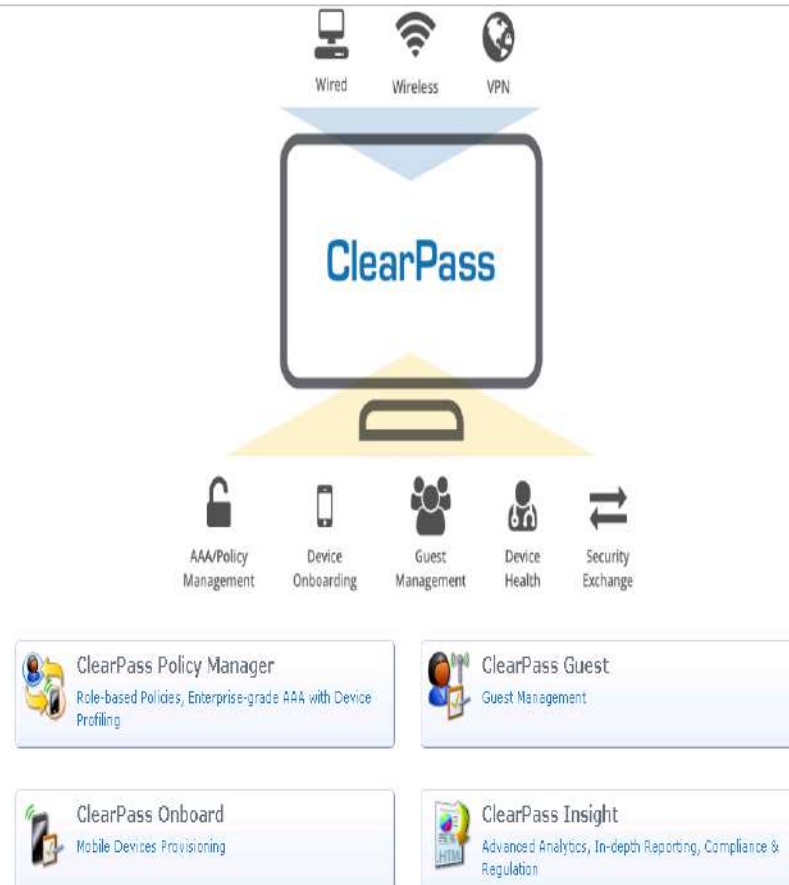 Wired
Wireless
VPN
ClearPass
AAA/Policy
Management
Device
Onboarding
Guest
Management
Device
Health
Security
Exchange
ClearPass Policy Manager
Role-based Policies, Enterprise-grade AAA with Device
Profiling
ClearPass Guest
Guest Management
ClearPass Onboard
Mobile Devices Provisioning
ClearPass Insight
Advanced Analytics, In-depth Reporting, Compliance &
Regulation